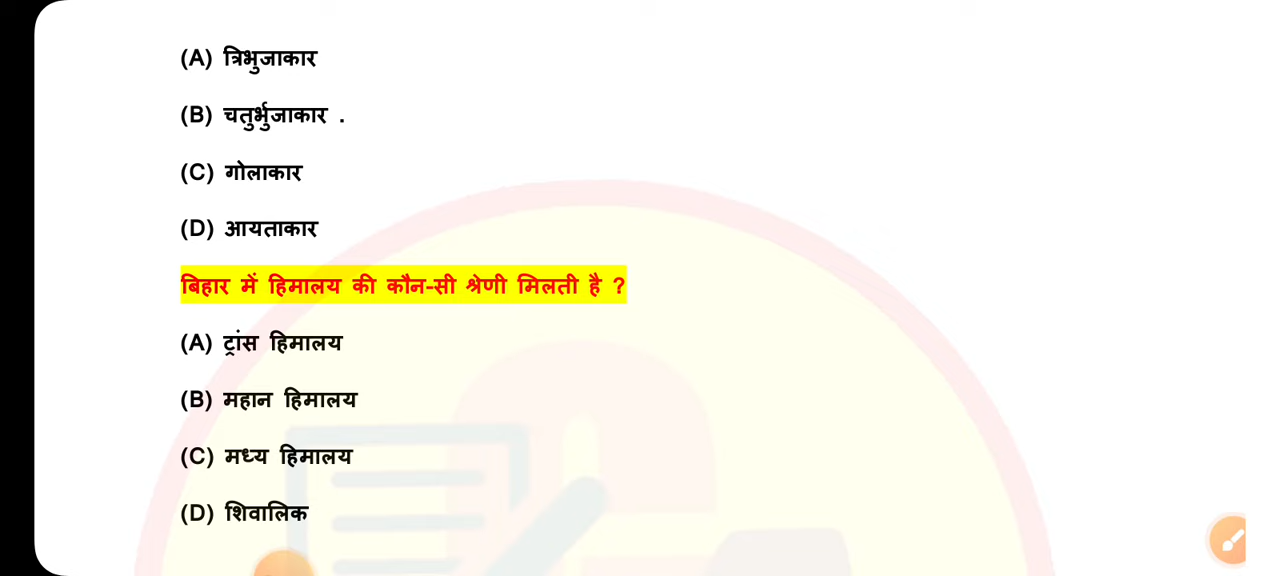 (A) त्रिभुजाकार
(B) चतुर्भुजाकार .
(C) गोलाकार
(D) आयताकार
बिहार में हिमालय की कौन-सी श्रेणी मिलती है ?
(A) ट्रांस हिमालय
(B) महान हिमालय
(C) मध्य हिमालय
(D) शिवालिक